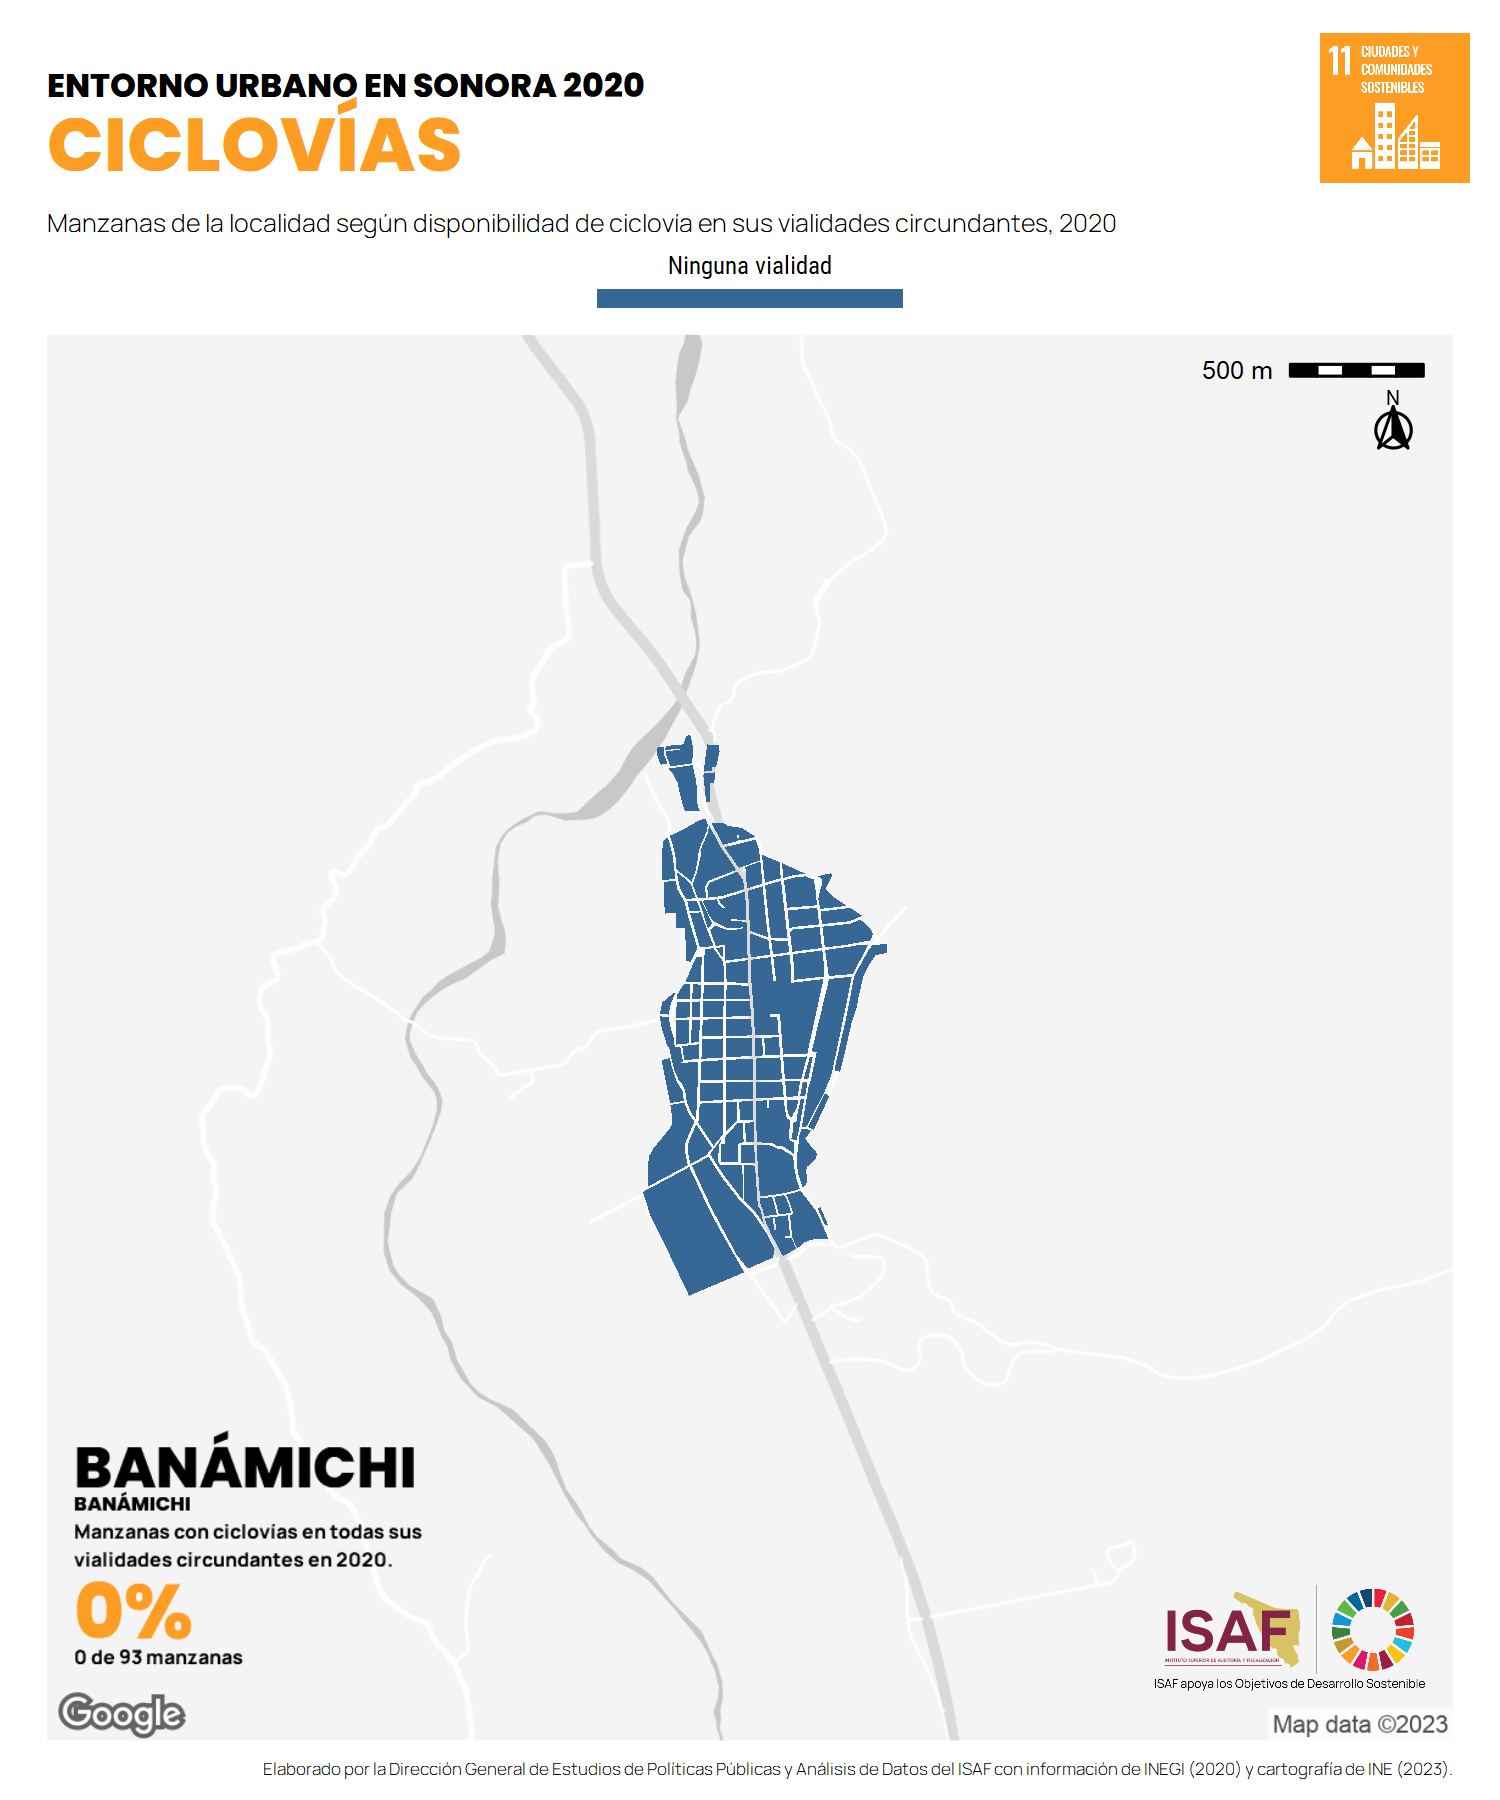 ENTORNO URBANO EN SONORA 2020
CICLOVÍAS
11 CIUDADES Y
COMUNIDADES
SOSTENIBLES
Manzanas de la localidad según disponibilidad de ciclovía en sus vialidades circundantes, 2020
Ninguna vialidad
500 m
N
BANÁMICHI
BANÁMICHI
Manzanas con ciclovias en todas sus
vialidades circundantes en 2020.
0%
0 de 93 manzanas
Google
ISAF
INSTITUTO SUPERIOR DE AUDITORÍA Y FISCALIZACIÓN
ISAF apoya los Objetivos de Desarrollo Sostenible
Map data ©2023
Elaborado por la Dirección General de Estudios de Políticas Públicas y Análisis de Datos del ISAF con información de INEGI (2020) y cartografía de INE (2023).